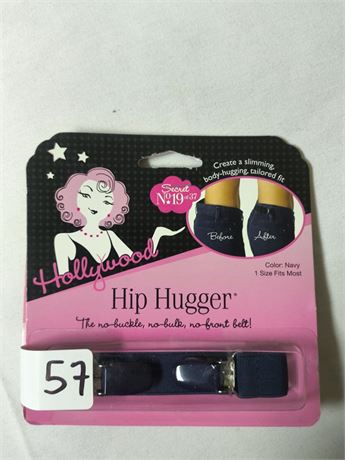 Create a slimming,
body-hugging, tailored fit
Secret
No. 19 of 37
Before
After
Hollywood
Color: Navy
1 Size Fits Most
Hip Hugger®
The no-buckle, no-bulk, no-front belt!
57